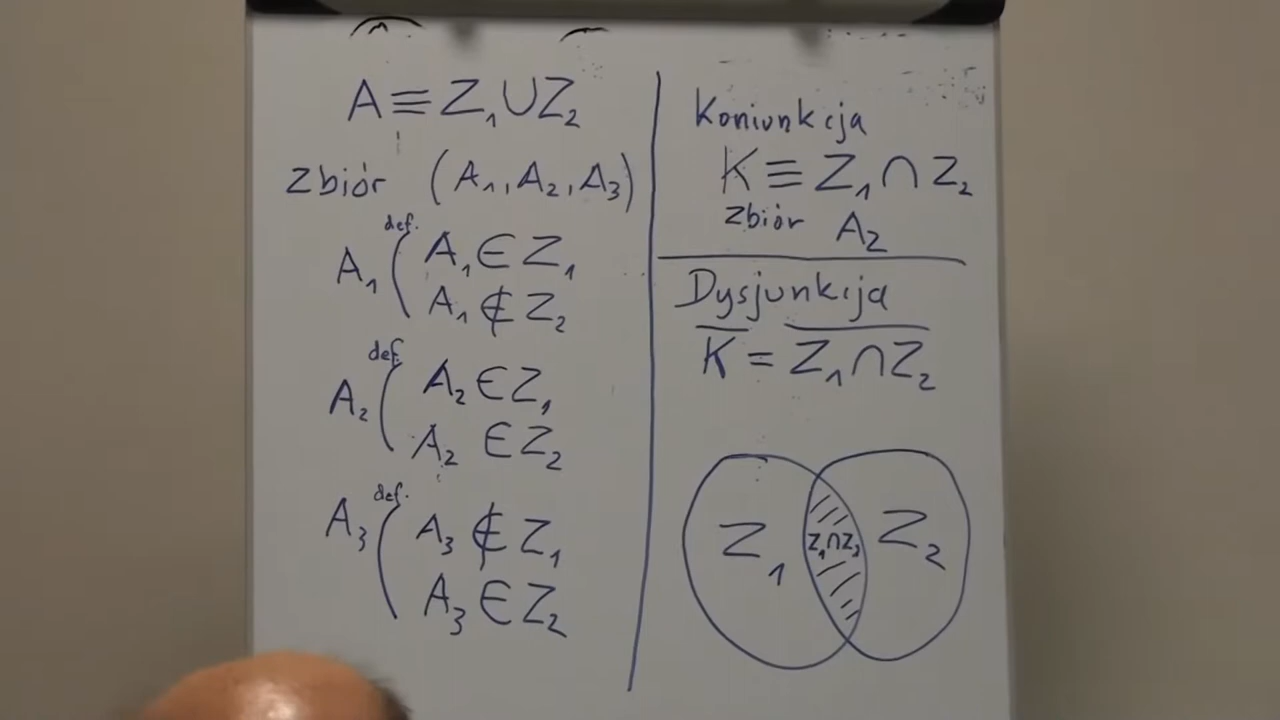 A ≡ Z₁ ∪ Z₂
Zbiór (A₁, A₂, A₃)
A₁ def. ( A₁ ∈ Z₁
A₁ ∉ Z₂
A₂ def. ( A₂ ∈ Z₁
A₂ ∈ Z₂
A₃ def. ( A₃ ∉ Z₁
A₃ ∈ Z₂
Koniunkcja
K ≡ Z₁ ∩ Z₂
Zbiór A₂
Dysjunkcja
K̅ = Z̅₁̅ ̅∩̅ ̅Z̅₂
Z₁
Z₁∩Z₂
Z₂